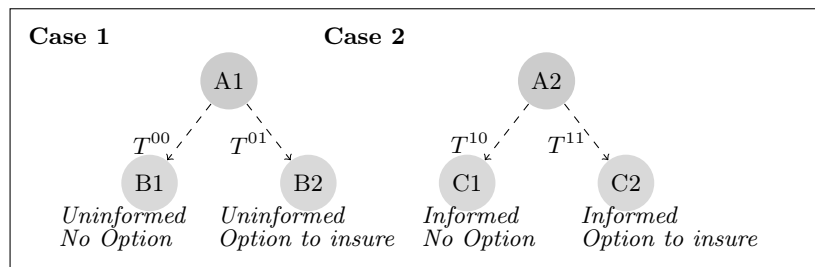 Case 1 Case 2
A1 A2
T^00 T^01 T^10 T^11
B1 B2 C1 C2
Uninformed Uninformed Informed Informed
No Option Option to insure No Option Option to insure